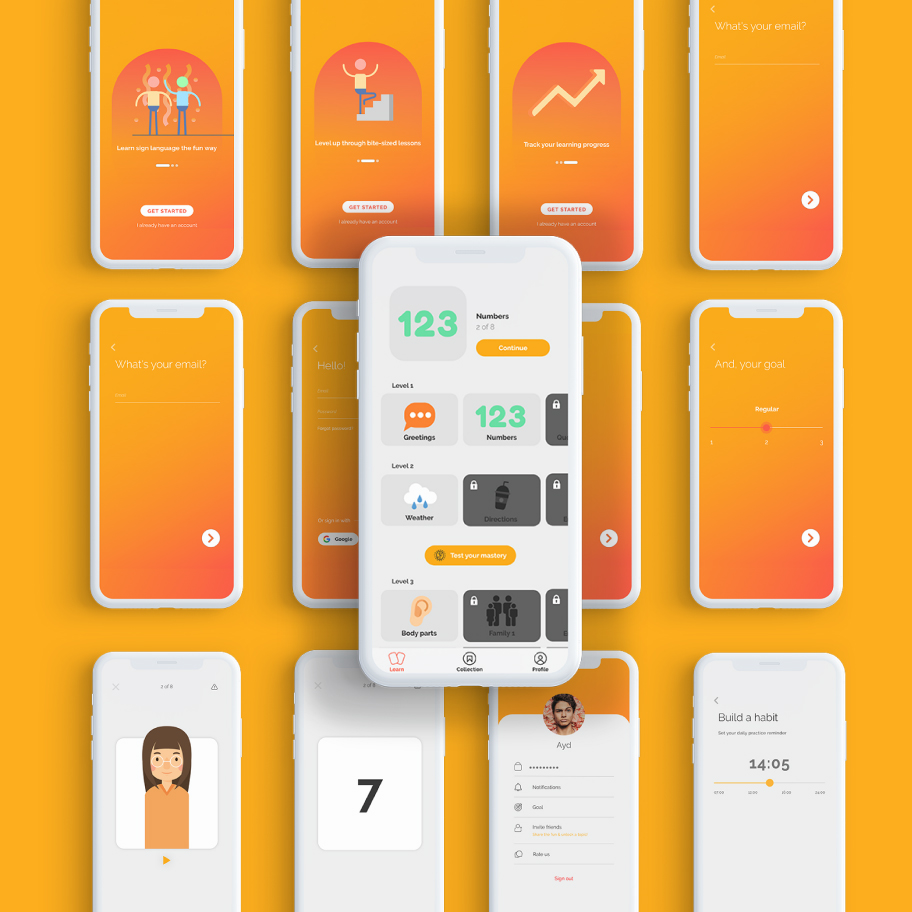 Learn sign language the fun way
GET STARTED
I already have an account
Level up through bite-sized lessons
GET STARTED
I already have an account
Track your learning progress
GET STARTED
I already have an account
What's your email?
Email
What's your email?
Email
Hello!
Email
Password
Forgot password?
Or sign in with
Google
123
Numbers
2 of 8
Continue
Level 1
Greetings
123
Numbers
Level 2
Weather
Directions
Test your mastery
Level 3
Body parts
Family 1
Learn
Collection
Profile
And, your goal
Regular
1 2 3
2 of 8
2 of 8
7
Ayd
•••••••••
Notifications
Goal
Invite friends
Rate us
Sign out
Build a habit
Set your daily practice reminder
14:05
07:00 12:00 18:00 24:00